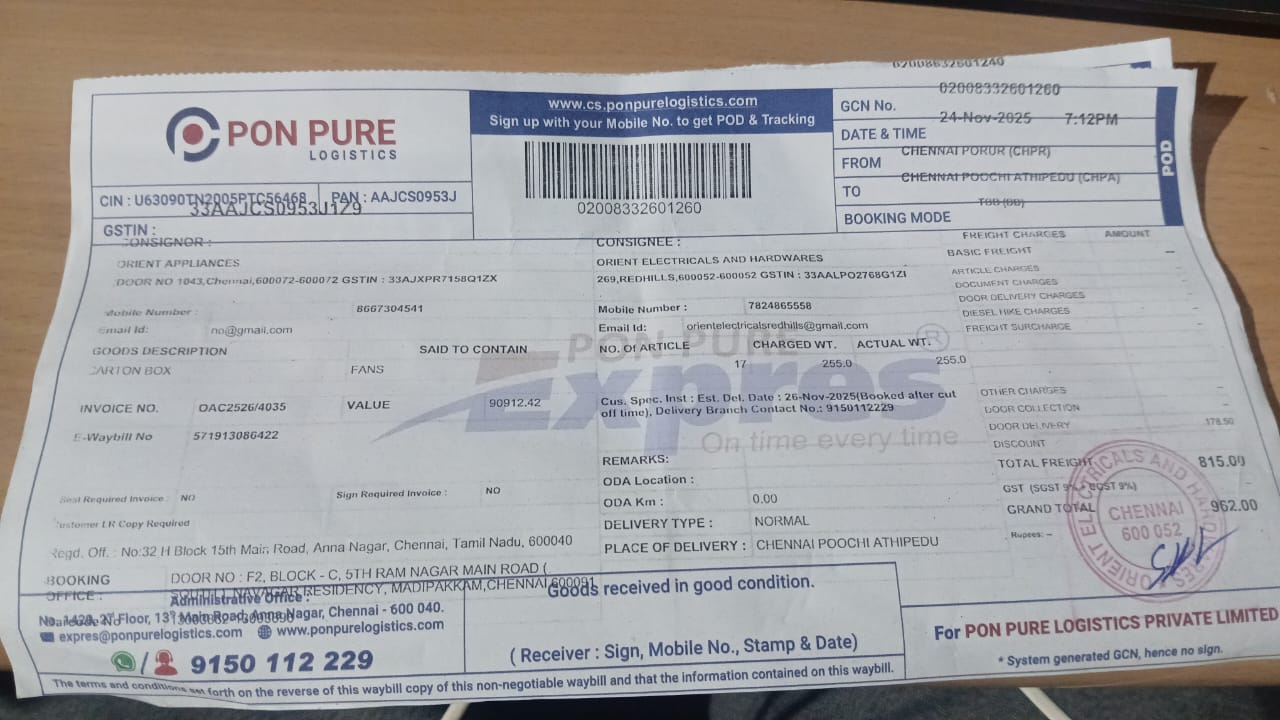 02008632601240
PON PURE
LOGISTICS
www.cs.ponpurelogistics.com
Sign up with your Mobile No. to get POD & Tracking
02008332601260
GCN No. 02008332601260
DATE & TIME 24-Nov-2025 7:12PM
FROM CHENNAI PORUR (CHPR)
TO CHENNAI POOCHI ATHIPEDU (CHPA)
BOOKING MODE
POD
CIN : U63090TN2005PTC56468 PAN : AAJCS0953J
GSTIN : 33AAJCS0953J1Z9
CONSIGNOR :
ORIENT APPLIANCES
DOOR NO 1043,Chennai,600072-600072 GSTIN : 33AJXPR7158Q1ZX
Mobile Number : 8667304541
Email Id: no@gmail.com
GOODS DESCRIPTION SAID TO CONTAIN
CARTON BOX FANS
INVOICE NO. OAC2526/4035 VALUE 90912.42
E-Waybill No 571913086422
Seal Required Invoice : NO Sign Required Invoice : NO
Customer LR Copy Required
Regd. Off. : No:32 H Block 15th Main Road, Anna Nagar, Chennai, Tamil Nadu, 600040
BOOKING OFFICE :
DOOR NO : F2, BLOCK - C, 5TH RAM NAGAR MAIN ROAD (
RESIDENCY, MADIPAKKAM,CHENNAI,600091
Administrative Office :
No. 1429, 2nd Floor, 13th Main Road, Anna Nagar, Chennai - 600 040.
expres@ponpurelogistics.com www.ponpurelogistics.com
9150 112 229
CONSIGNEE :
ORIENT ELECTRICALS AND HARDWARES
269,REDHILLS,600052-600052 GSTIN : 33AALPO2768G1ZI
Mobile Number : 7824865558
Email Id: orientelectricalsredhills@gmail.com
NO. Of ARTICLE CHARGED WT. ACTUAL WT.
17 255.0 255.0
PON PURE
Expres
®
On time every time
Cus. Spec. Inst : Est. Del. Date : 26-Nov-2025(Booked after cut
off time), Delivery Branch Contact No.: 9150112229
REMARKS:
ODA Location :
ODA Km : 0.00
DELIVERY TYPE : NORMAL
PLACE OF DELIVERY : CHENNAI POOCHI ATHIPEDU
Goods received in good condition.
( Receiver : Sign, Mobile No., Stamp & Date)
FREIGHT CHARGES AMOUNT
BASIC FREIGHT –
ARTICLE CHARGES
DOCUMENT CHARGES
DOOR DELIVERY CHARGES
DIESEL HIKE CHARGES
FREIGHT SURCHARGE
OTHER CHARGES –
DOOR COLLECTION –
DOOR DELIVERY 178.50
DISCOUNT
TOTAL FREIGHT 815.00
GST (SGST 9% + CGST 9%) –
GRAND TOTAL 962.00
Rupees: –
ORIENT ELECTRICALS AND HARDWARES
CHENNAI
600 052
For PON PURE LOGISTICS PRIVATE LIMITED
* System generated GCN, hence no sign.
The terms and conditions set forth on the reverse of this waybill copy of this non-negotiable waybill and that the information contained on this waybill.